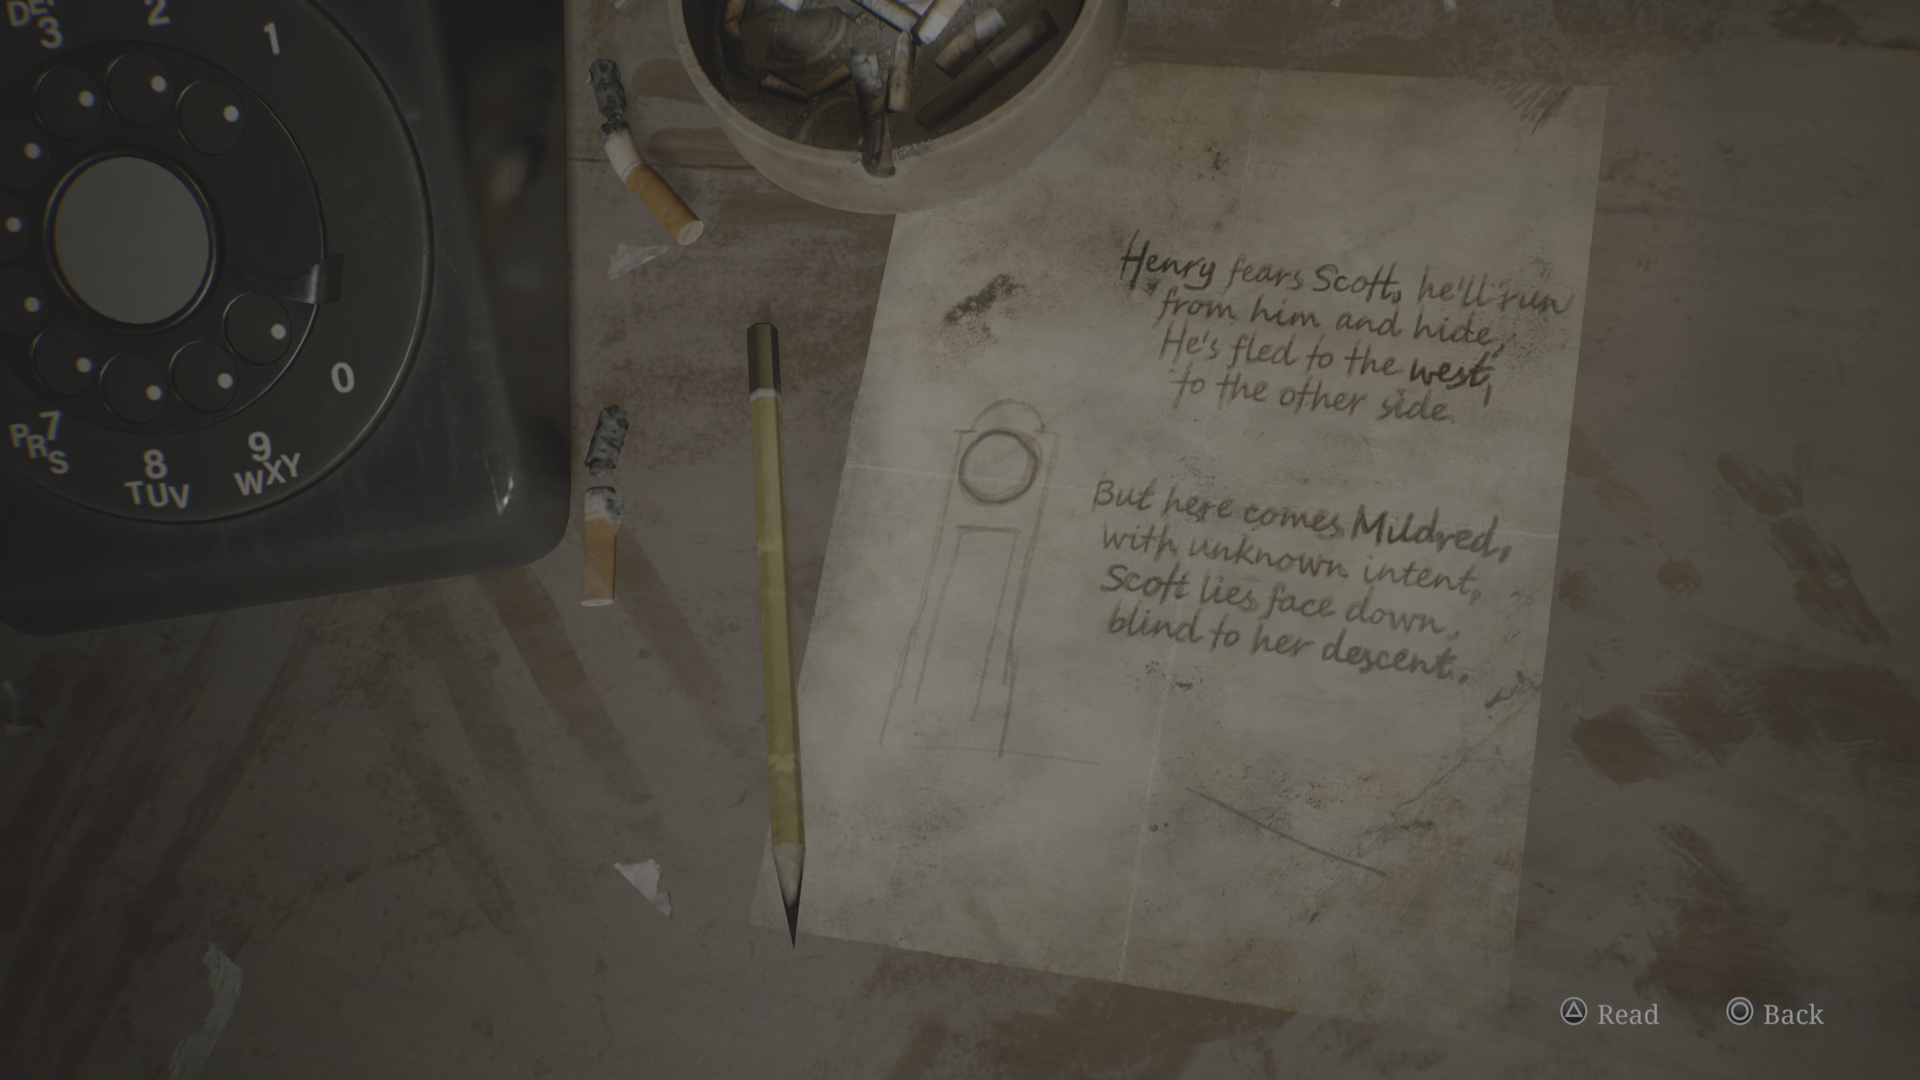 DEF
3
2
1
0
9
WXY
8
TUV
7
PRS
Henry fears Scott, he'll run
from him and hide,
He's fled to the west,
to the other side.
But here comes Mildred,
with unknown intent,
Scott lies face down,
blind to her descent.
Read
Back